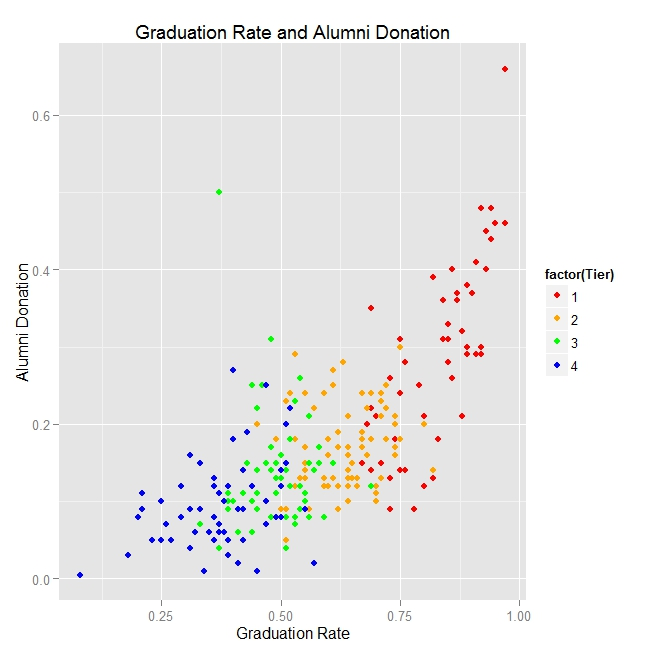 Graduation Rate and Alumni Donation
0.6
0.4
0.2
0.0
Alumni Donation
0.25 0.50 0.75 1.00
Graduation Rate
factor(Tier)
1
2
3
4